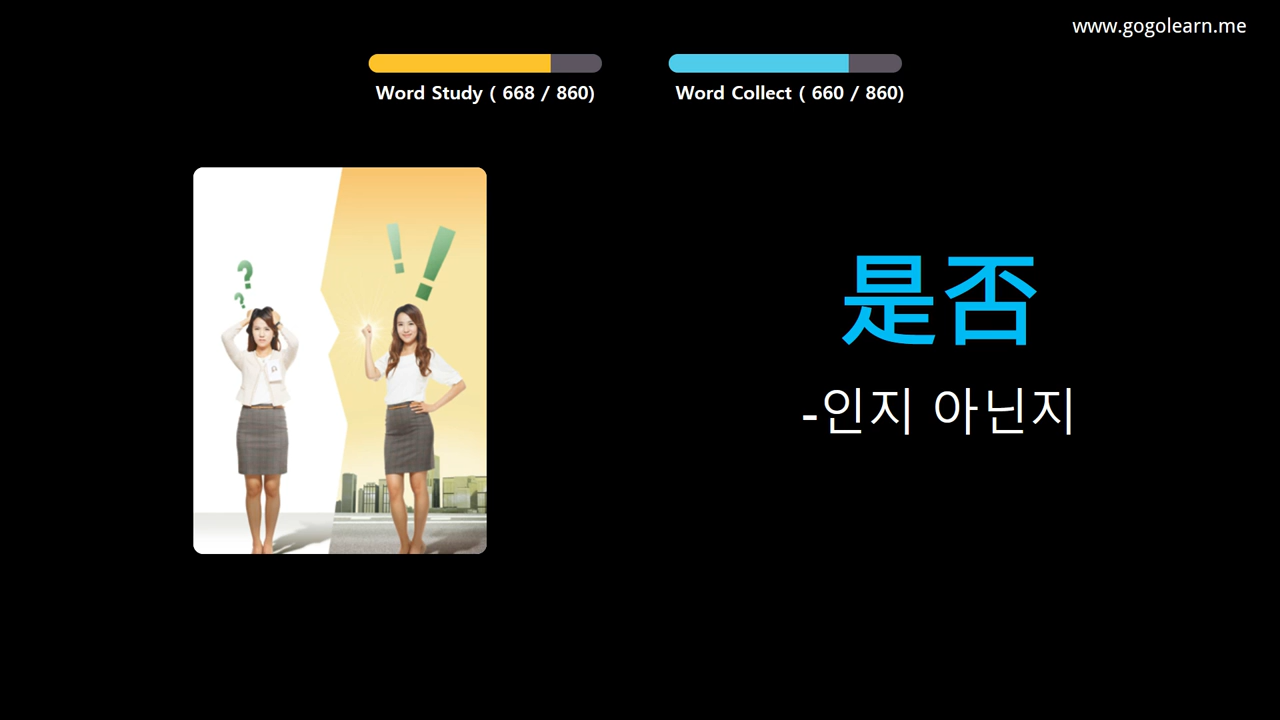 www.gogolearn.me
Word Study ( 668 / 860)
Word Collect ( 660 / 860)
? !!
?
是否
-인지 아닌지